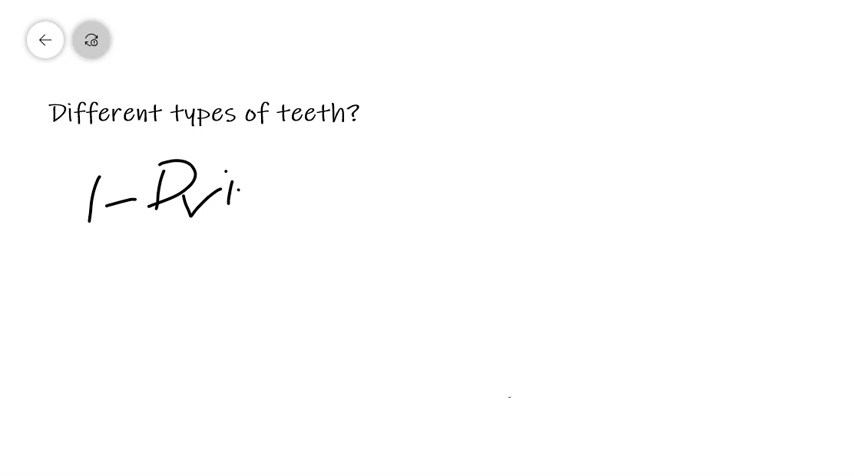 Different types of teeth?
1- Pri